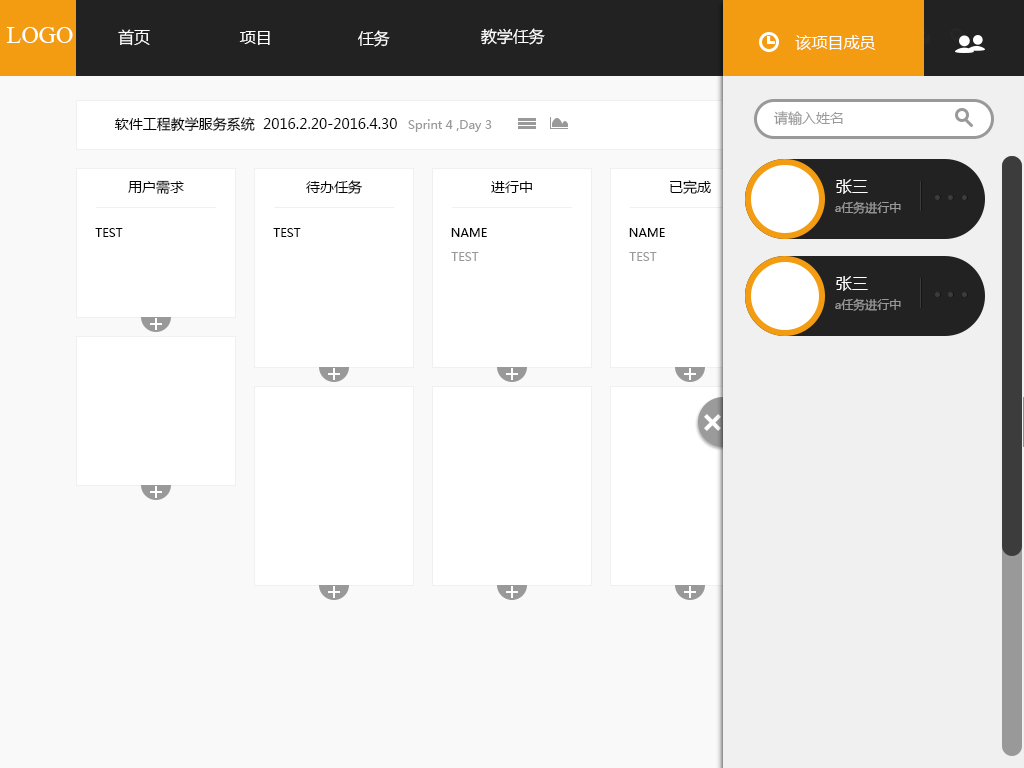 LOGO 首页 项目 任务 教学任务 该项目成员
软件工程教学服务系统 2016.2.20-2016.4.30 Sprint 4 ,Day 3
请输入姓名
用户需求 待办任务 进行中 已完成
TEST TEST NAME NAME
TEST TEST
张三
a任务进行中
张三
a任务进行中